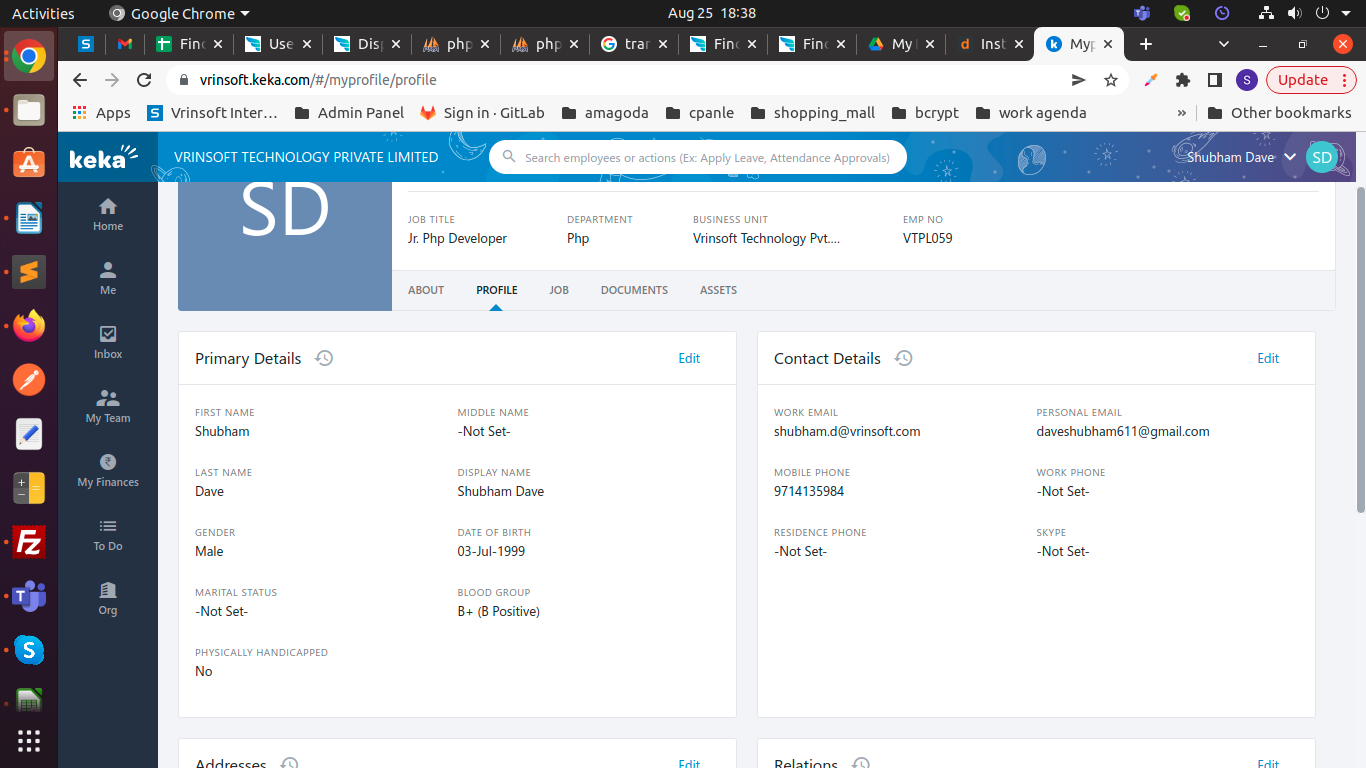 Activities Google Chrome Aug 25 18:38
Finc Use Dis php php tran Finc Finc My Inst Myp
vrinsoft.keka.com/#/myprofile/profile Update
Apps Vrinsoft Inter... Admin Panel Sign in · GitLab amagoda cpanle shopping_mall bcrypt work agenda » Other bookmarks
keka VRINSOFT TECHNOLOGY PRIVATE LIMITED Search employees or actions (Ex: Apply Leave, Attendance Approvals) Shubham Dave SD
SD
JOB TITLE DEPARTMENT BUSINESS UNIT EMP NO
Jr. Php Developer Php Vrinsoft Technology Pvt.... VTPL059
ABOUT PROFILE JOB DOCUMENTS ASSETS
Home
Me
Inbox
My Team
My Finances
To Do
Org
Primary Details Edit
FIRST NAME MIDDLE NAME
Shubham -Not Set-
LAST NAME DISPLAY NAME
Dave Shubham Dave
GENDER DATE OF BIRTH
Male 03-Jul-1999
MARITAL STATUS BLOOD GROUP
-Not Set- B+ (B Positive)
PHYSICALLY HANDICAPPED
No
Contact Details Edit
WORK EMAIL PERSONAL EMAIL
shubham.d@vrinsoft.com daveshubham611@gmail.com
MOBILE PHONE WORK PHONE
9714135984 -Not Set-
RESIDENCE PHONE SKYPE
-Not Set- -Not Set-
Addresses Edit
Relations Edit